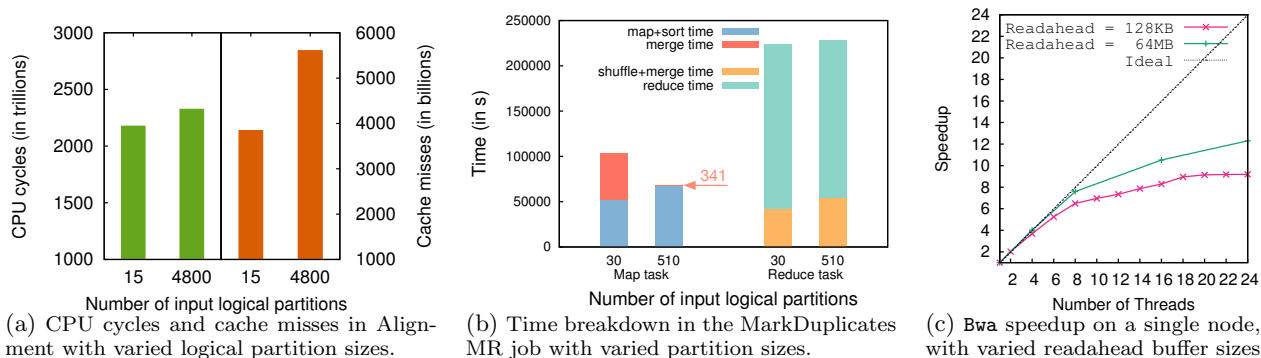 3000
2500
2000
1500
1000
CPU cycles (in trillions)
6000
5000
4000
3000
2000
1000
Cache misses (in billions)
15
4800
15
4800
Number of input logical partitions
(a) CPU cycles and cache misses in Align-
ment with varied logical partition sizes.
250000
200000
150000
100000
50000
0
Time (in s)
map+sort time
merge time
shuffle+merge time
reduce time
341
30
510
30
510
Map task
Reduce task
Number of input logical partitions
(b) Time breakdown in the MarkDuplicates
MR job with varied partition sizes.
24
22
20
18
16
14
12
10
8
6
4
2
Speedup
Readahead = 128KB
Readahead = 64MB
Ideal
2 4 6 8 10 12 14 16 18 20 22 24
Number of Threads
(c) Bwa speedup on a single node,
with varied readahead buffer sizes